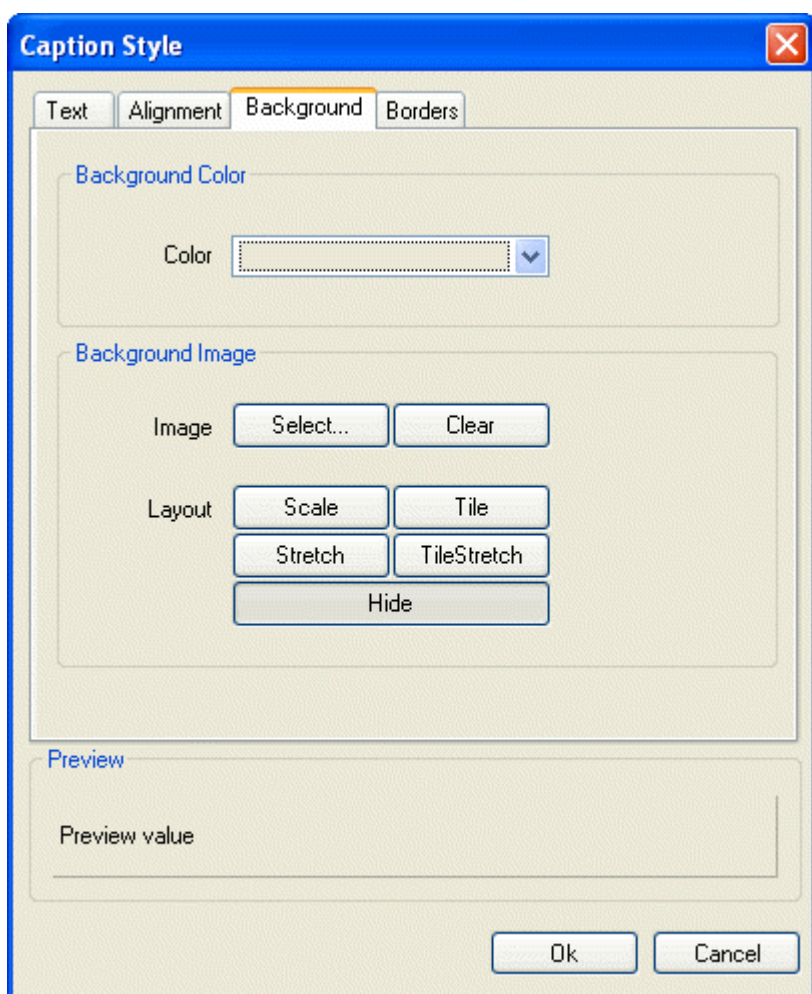 Caption Style
Text Alignment Background Borders
Background Color
Color
Background Image
Image Select... Clear
Layout Scale Tile
Stretch TileStretch
Hide
Preview
Preview value
Ok Cancel